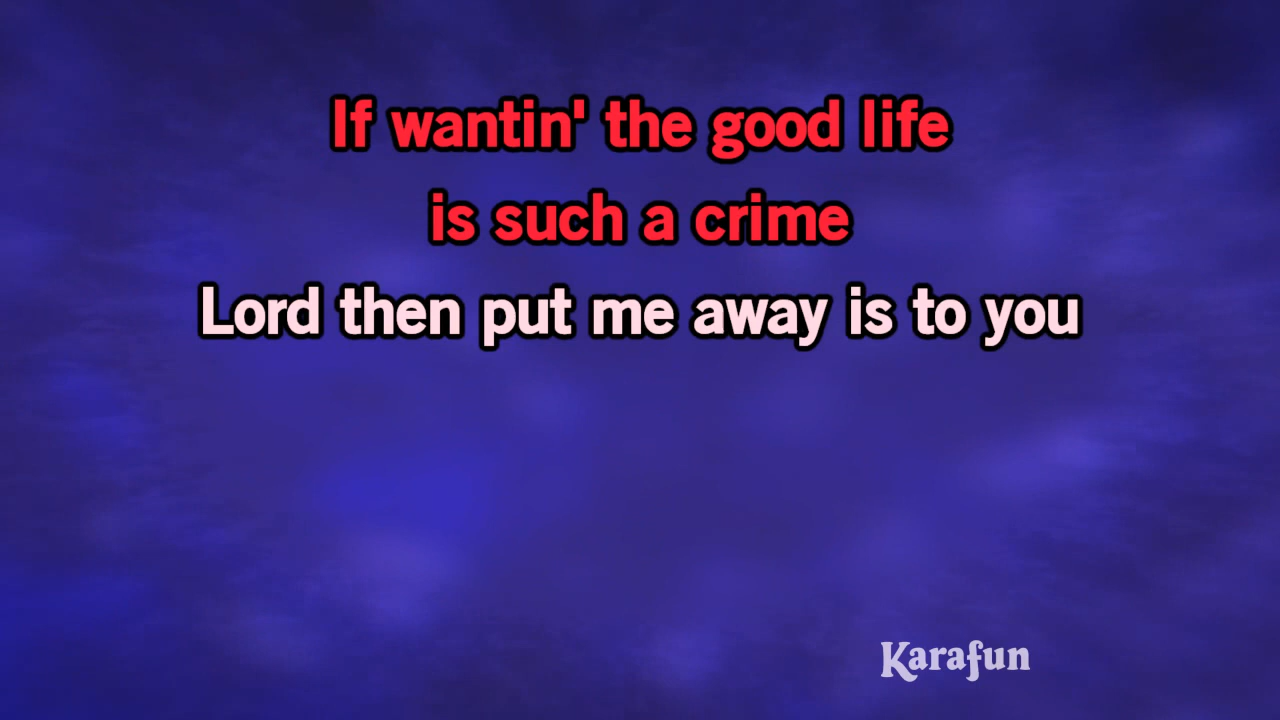 If wantin' the good life
is such a crime
Lord then put me away is to you
Karafun